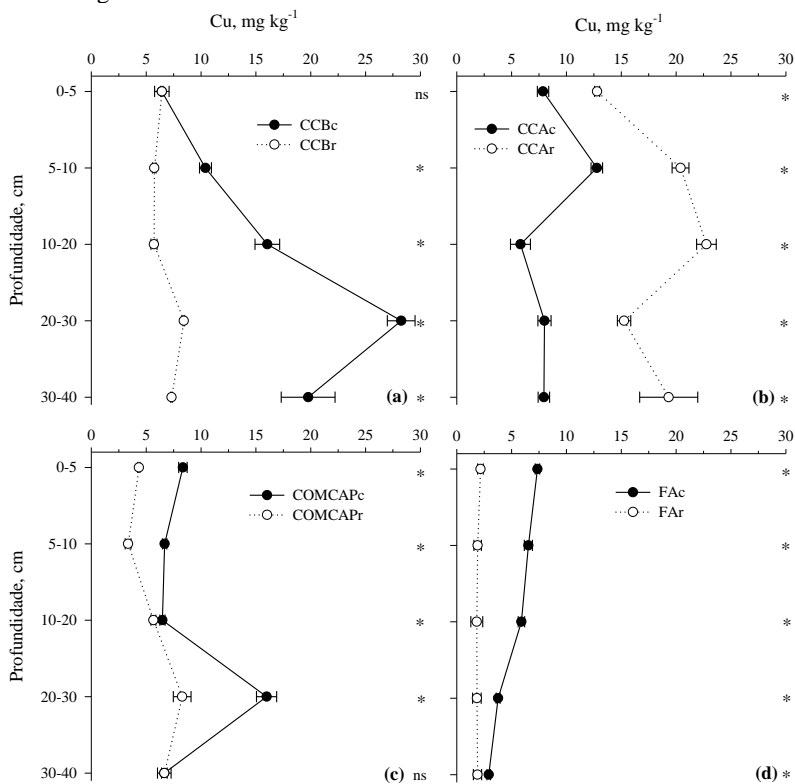 Cu, mg kg-1
Cu, mg kg-1
0 5 10 15 20 25 30
0 5 10 15 20 25 30
0-5
5-10
10-20
20-30
30-40
Profundidade, cm
CCBc
CCBr
ns
*
*
*
*
(a)
CCAc
CCAr
*
*
*
*
*
(b)
0 5 10 15 20 25 30
0 5 10 15 20 25 30
0-5
5-10
10-20
20-30
30-40
Profundidade, cm
COMCAPc
COMCAPr
*
*
*
*
ns
(c)
FAc
FAr
*
*
*
*
*
(d)